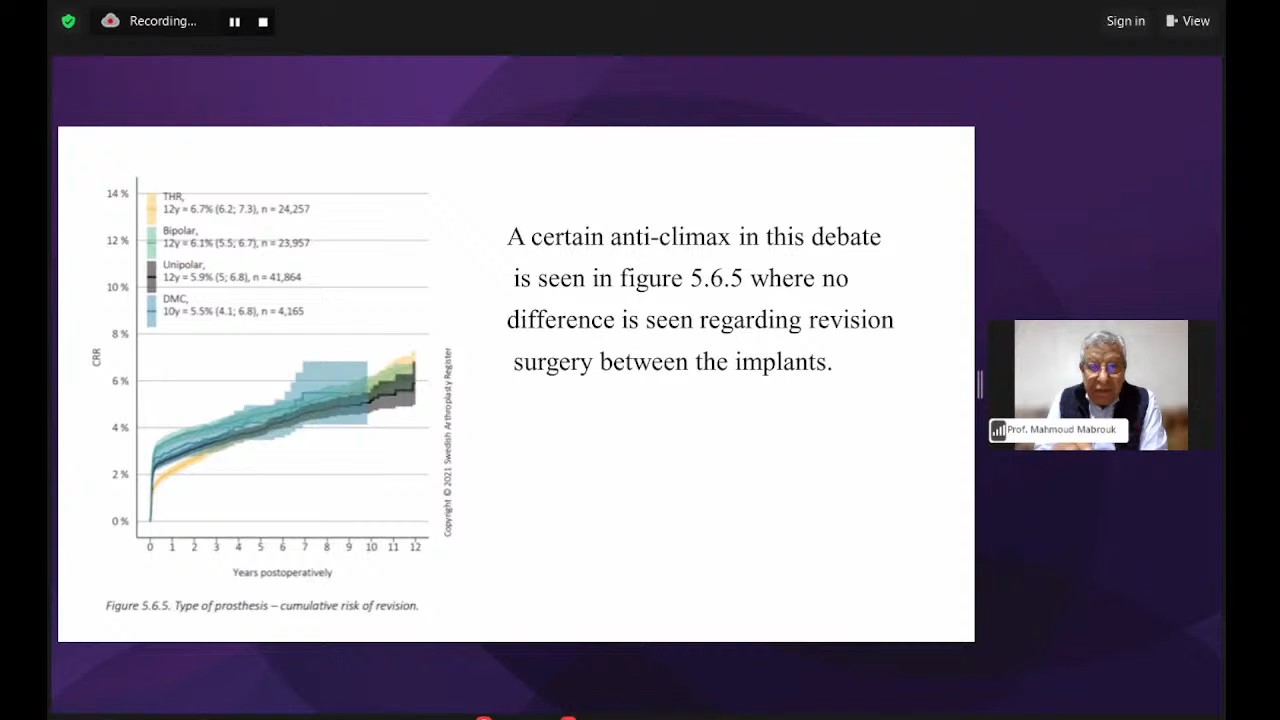 Recording...
Sign in
View
14 %
12 %
10 %
8 %
6 %
4 %
2 %
0 %
CRR
THR,
12y = 6.7% (6.2; 7.3), n = 24,257
Bipolar,
12y = 6.1% (5.5; 6.7), n = 23,957
Unipolar,
12y = 5.9% (5; 6.8), n = 41,864
DMC,
10y = 5.5% (4.1; 6.8), n = 4,165
0 1 2 3 4 5 6 7 8 9 10 11 12
Years postoperatively
Copyright © 2021 Swedish Arthroplasty Register
Figure 5.6.5. Type of prosthesis – cumulative risk of revision.
A certain anti-climax in this debate
is seen in figure 5.6.5 where no
difference is seen regarding revision
surgery between the implants.
Prof. Mahmoud Mabrouk